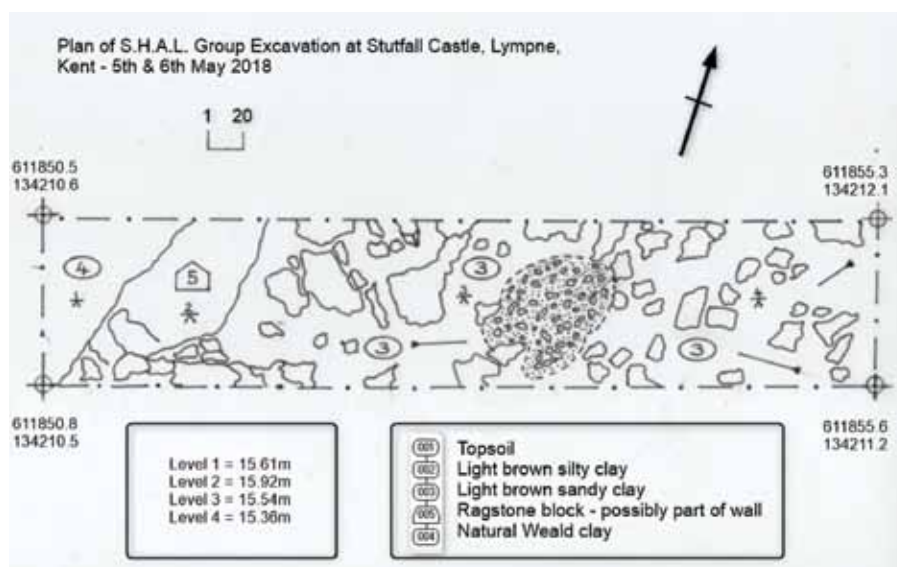 Plan of S.H.A.L. Group Excavation at Stutfall Castle, Lympne,
Kent - 5th & 6th May 2018
1 20
611850.5
134210.6
611855.3
134212.1
4
5
3
3
3
611850.8
134210.5
611855.6
134211.2
Level 1 = 15.61m
Level 2 = 15.92m
Level 3 = 15.54m
Level 4 = 15.36m
001 Topsoil
002 Light brown silty clay
003 Light brown sandy clay
005 Ragstone block - possibly part of wall
004 Natural Weald clay